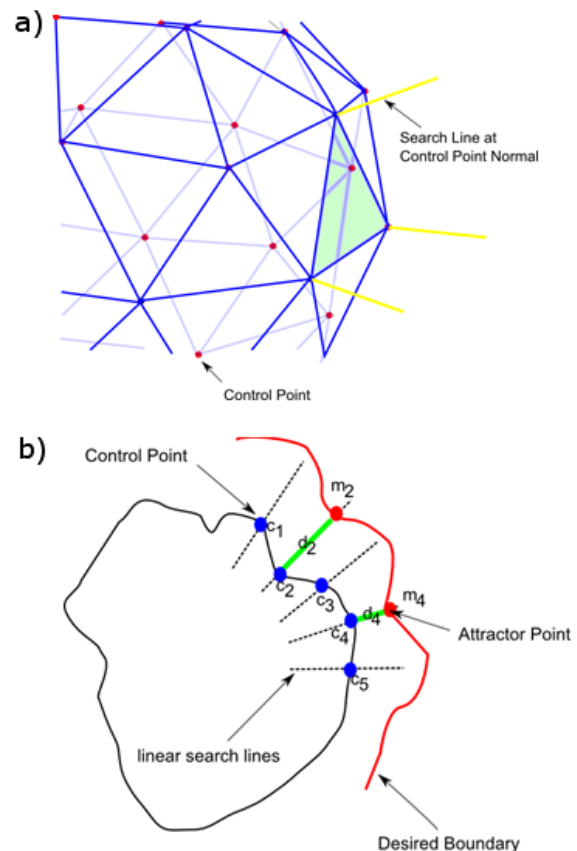 a)
Search Line at
Control Point Normal
Control Point
b)
Control Point
m2
c1
d2
c2
c3
m4
d4
c4
Attractor Point
c5
linear search lines
Desired Boundary